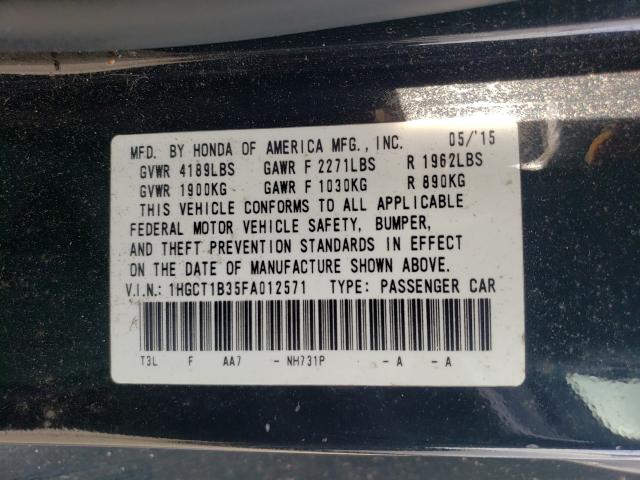 MFD. BY HONDA OF AMERICA MFG., INC. 05/'15
GVWR 4189LBS GAWR F 2271LBS R 1962LBS
GVWR 1900KG GAWR F 1030KG R 890KG
THIS VEHICLE CONFORMS TO ALL APPLICABLE
FEDERAL MOTOR VEHICLE SAFETY, BUMPER,
AND THEFT PREVENTION STANDARDS IN EFFECT
ON THE DATE OF MANUFACTURE SHOWN ABOVE.
V.I.N.: 1HGCT1B35FA012571 TYPE: PASSENGER CAR
T3L F AA7 - NH731P - A - A